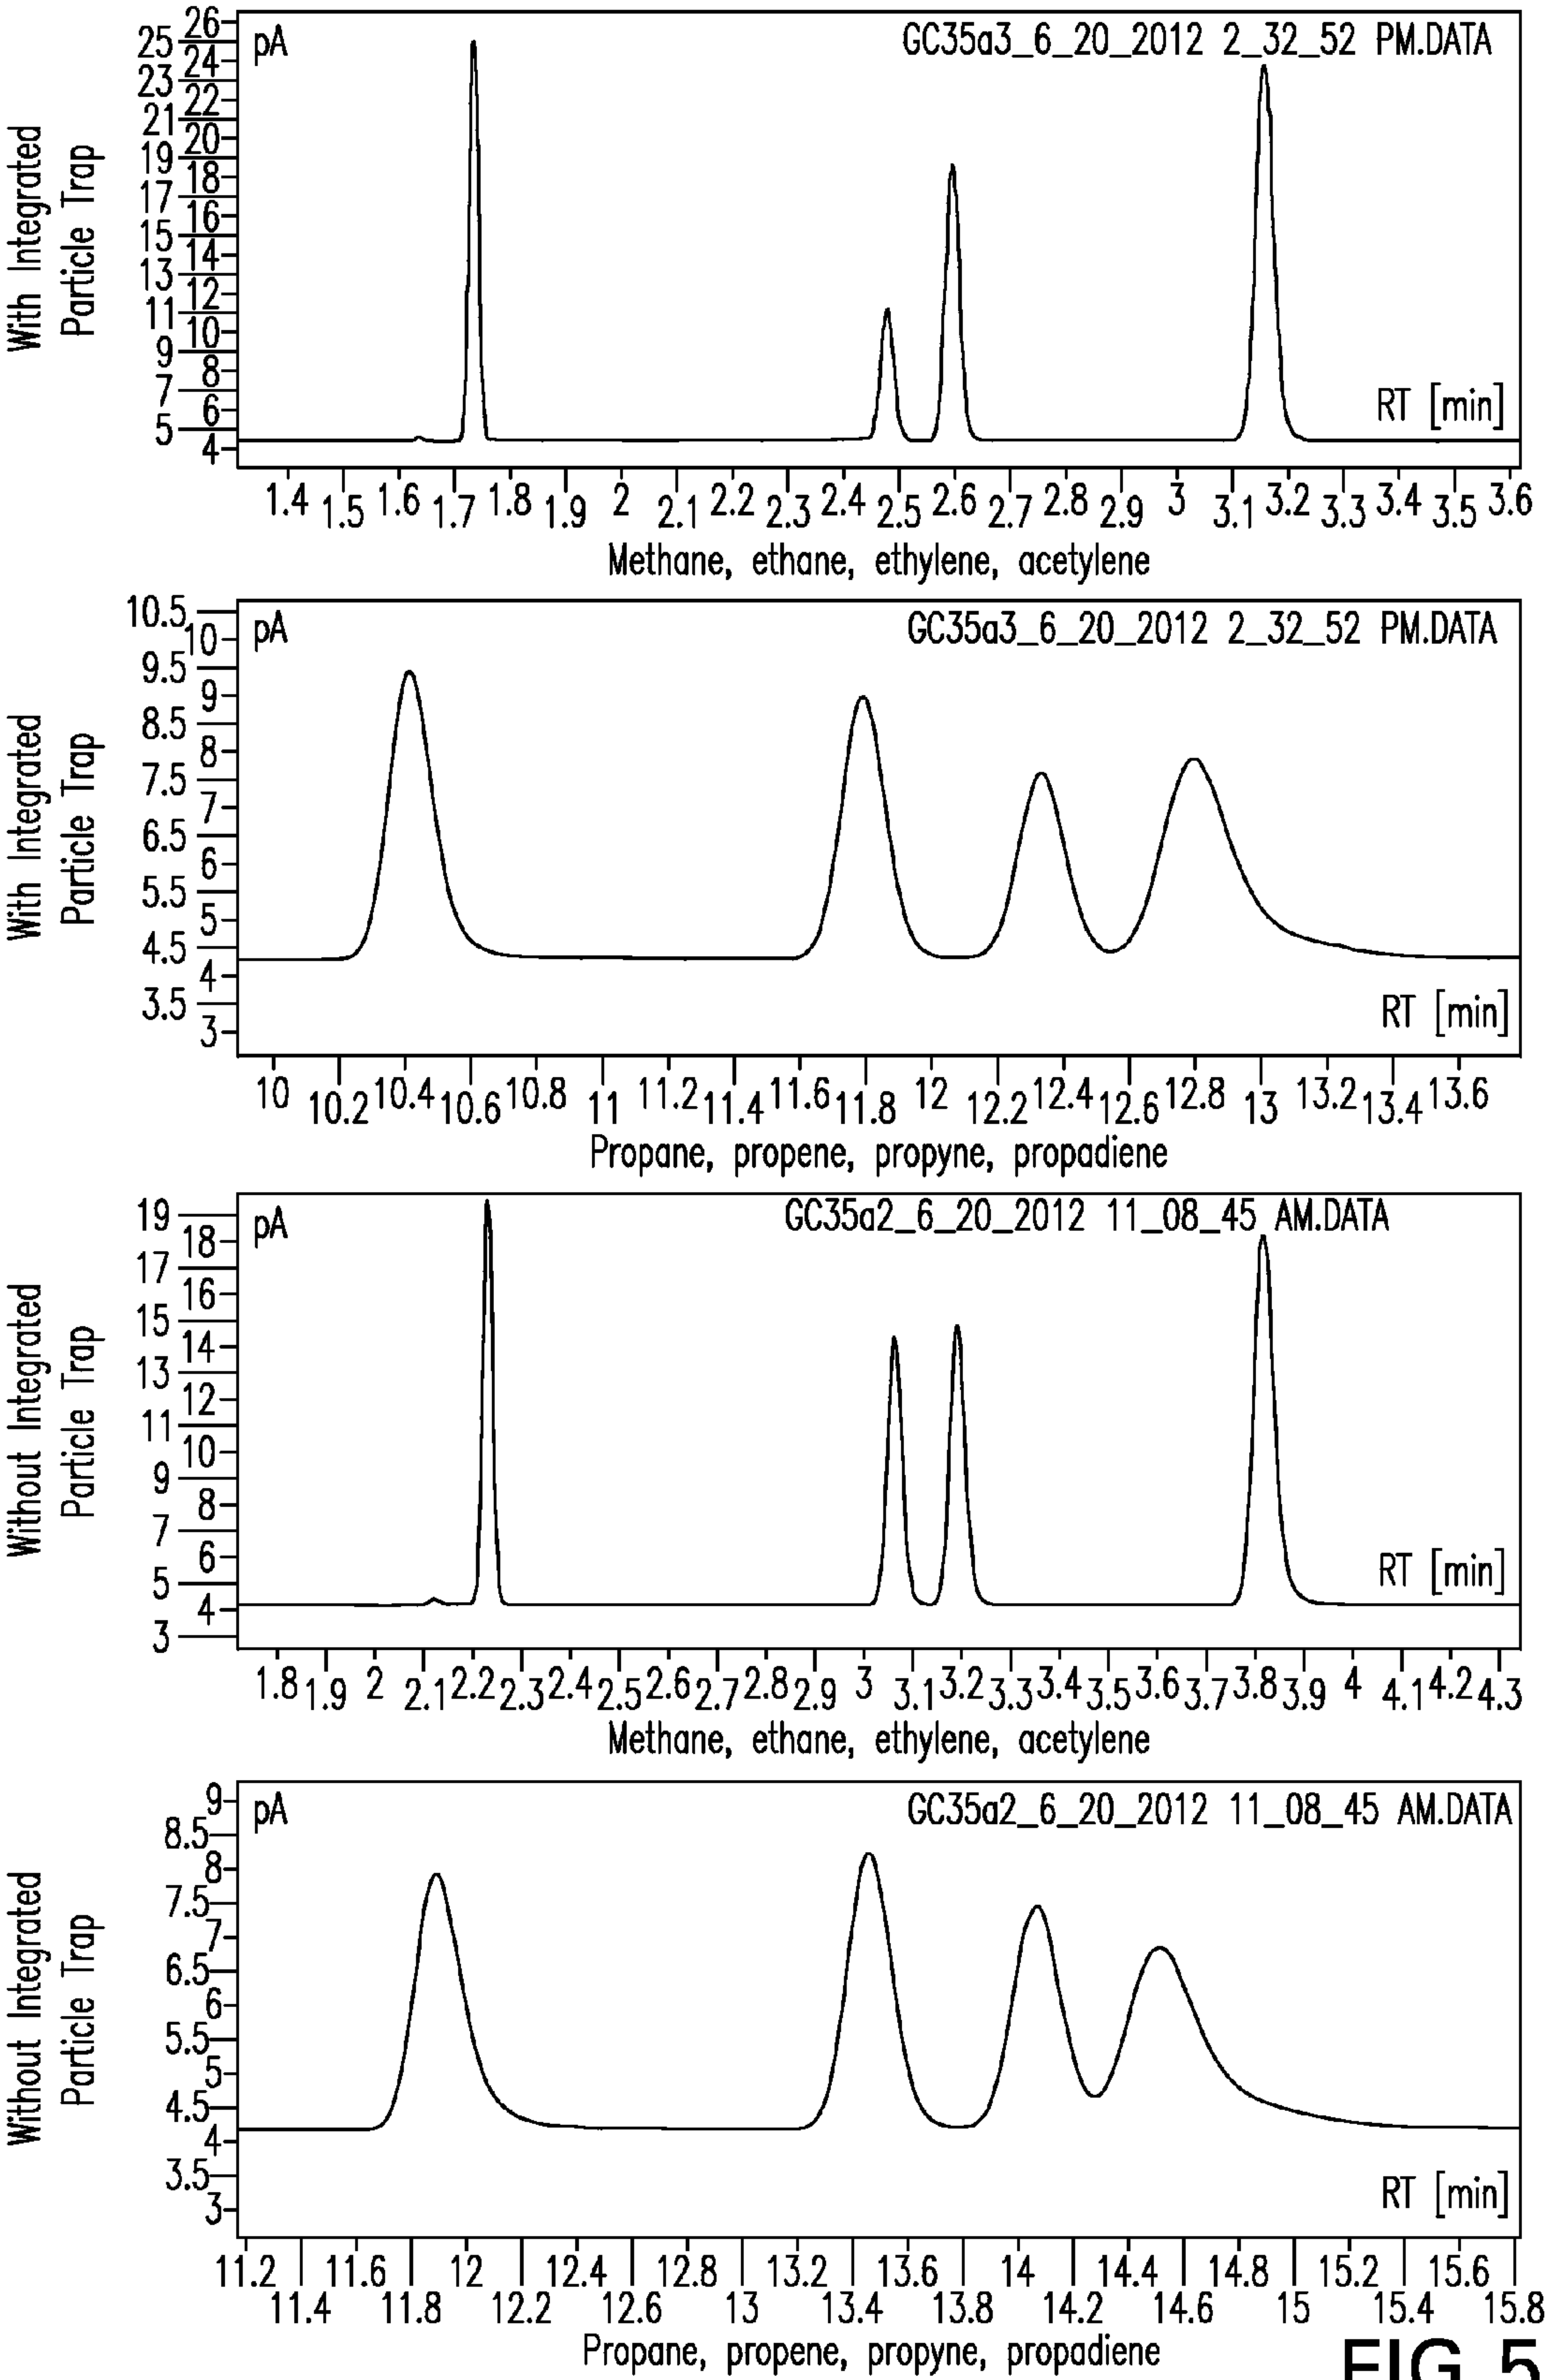 With Integrated
Particle Trap
pA
GC35a3_6_20_2012 2_32_52 PM.DATA
26
25
24
23
22
21
20
19
18
17
16
15
14
13
12
11
10
9
8
7
6
5
4
RT [min]
1.4 1.5 1.6 1.7 1.8 1.9 2 2.1 2.2 2.3 2.4 2.5 2.6 2.7 2.8 2.9 3 3.1 3.2 3.3 3.4 3.5 3.6
Methane, ethane, ethylene, acetylene
With Integrated
Particle Trap
pA
GC35a3_6_20_2012 2_32_52 PM.DATA
10.5
10
9.5
9
8.5
8
7.5
7
6.5
6
5.5
5
4.5
4
3.5
3
RT [min]
10 10.2 10.4 10.6 10.8 11 11.2 11.4 11.6 11.8 12 12.2 12.4 12.6 12.8 13 13.2 13.4 13.6
Propane, propene, propyne, propadiene
Without Integrated
Particle Trap
pA
GC35a2_6_20_2012 11_08_45 AM.DATA
19
18
17
16
15
14
13
12
11
10
9
8
7
6
5
4
3
RT [min]
1.8 1.9 2 2.1 2.2 2.3 2.4 2.5 2.6 2.7 2.8 2.9 3 3.1 3.2 3.3 3.4 3.5 3.6 3.7 3.8 3.9 4 4.1 4.2 4.3
Methane, ethane, ethylene, acetylene
Without Integrated
Particle Trap
pA
GC35a2_6_20_2012 11_08_45 AM.DATA
9
8.5
8
7.5
7
6.5
6
5.5
5
4.5
4
3.5
3
RT [min]
11.2 11.6 12 12.4 12.8 13.2 13.6 14 14.4 14.8 15.2 15.6
11.4 11.8 12.2 12.6 13 13.4 13.8 14.2 14.6 15 15.4 15.8
Propane, propene, propyne, propadiene
FIG. 5